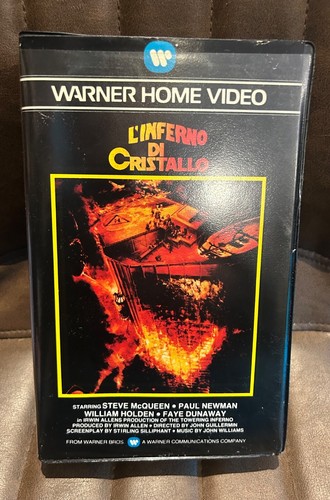 WARNER HOME VIDEO
L'INFERNO
DI
CRISTALLO
STARRING STEVE McQUEEN • PAUL NEWMAN
WILLIAM HOLDEN • FAYE DUNAWAY
in IRWIN ALLENS PRODUCTION OF THE TOWERING INFERNO
PRODUCED BY IRWIN ALLEN • DIRECTED BY JOHN GUILLERMIN
SCREENPLAY BY STIRLING SILLIPHANT • MUSIC BY JOHN WILLIAMS
FROM WARNER BROS. A WARNER COMMUNICATIONS COMPANY